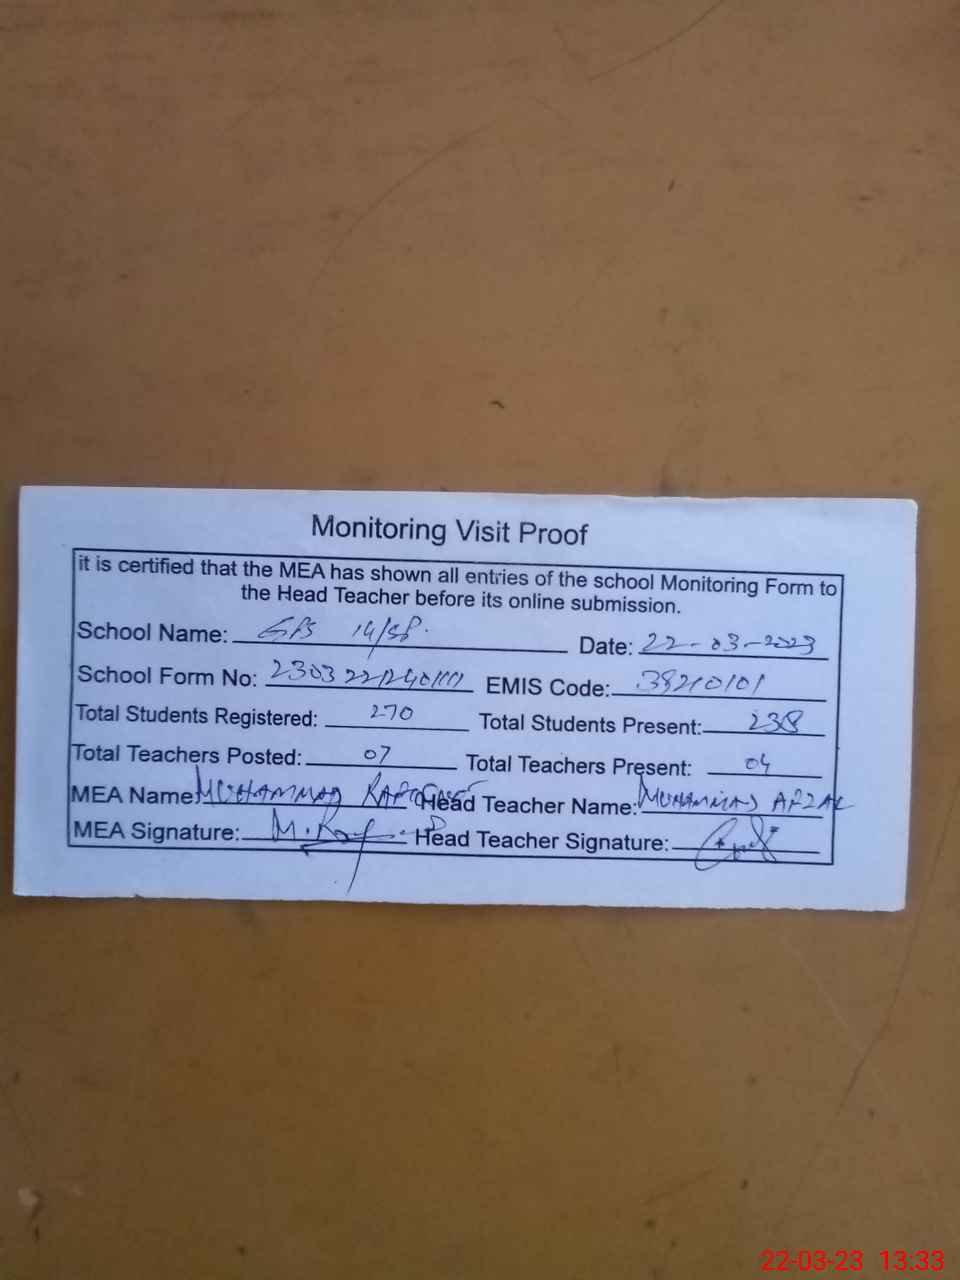 Monitoring Visit Proof
it is certified that the MEA has shown all entries of the school Monitoring Form to
the Head Teacher before its online submission.
School Name: GPS 14/SP. Date: 22-03-2023
School Form No: EMIS Code: 39210101
Total Students Registered: 270 Total Students Present: 238
Total Teachers Posted: 07 Total Teachers Present: 04
MEA Name: MUHAMMAD Head Teacher Name: MUHAMMAD AFZAL
MEA Signature: Head Teacher Signature:
22-03-23 13:33